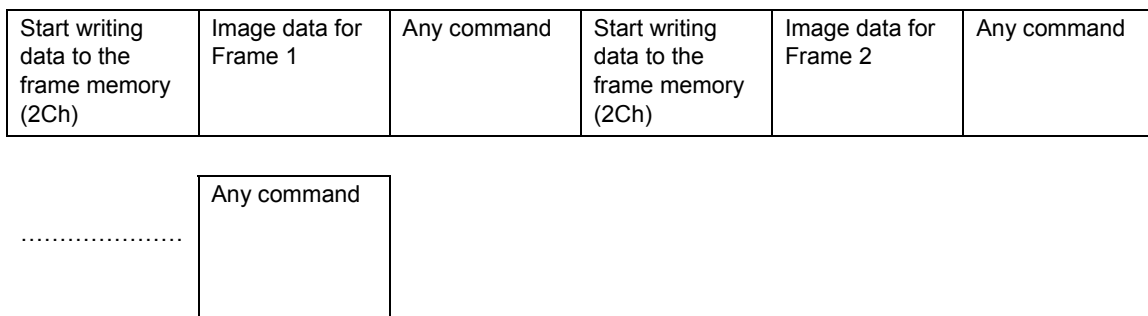 Start writing
data to the
frame memory
(2Ch)
Image data for
Frame 1
Any command
Start writing
data to the
frame memory
(2Ch)
Image data for
Frame 2
Any command
Any command
…………………